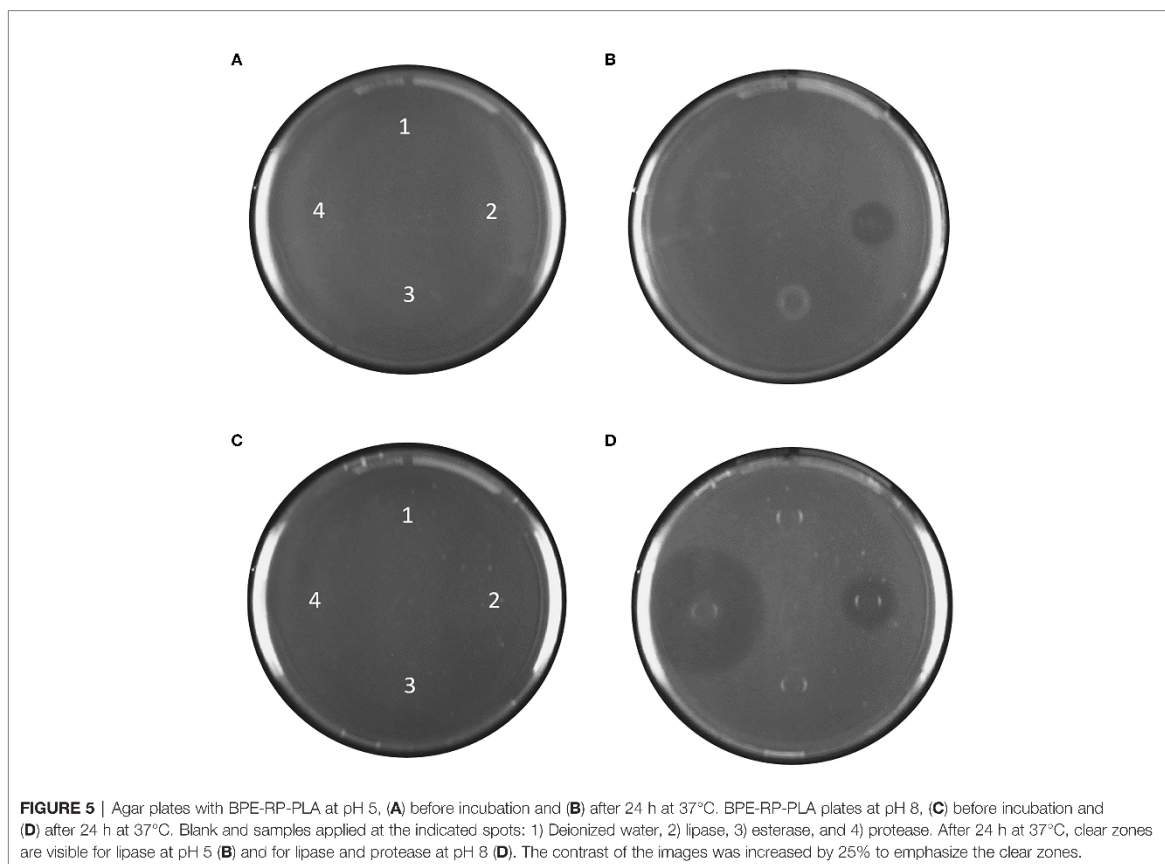 A
B
1
4
2
3
C
D
1
4
2
3
FIGURE 5 | Agar plates with BPE-RP-PLA at pH 5, (A) before incubation and (B) after 24 h at 37°C. BPE-RP-PLA plates at pH 8, (C) before incubation and
(D) after 24 h at 37°C. Blank and samples applied at the indicated spots: 1) Deionized water, 2) lipase, 3) esterase, and 4) protease. After 24 h at 37°C, clear zones
are visible for lipase at pH 5 (B) and for lipase and protease at pH 8 (D). The contrast of the images was increased by 25% to emphasize the clear zones.